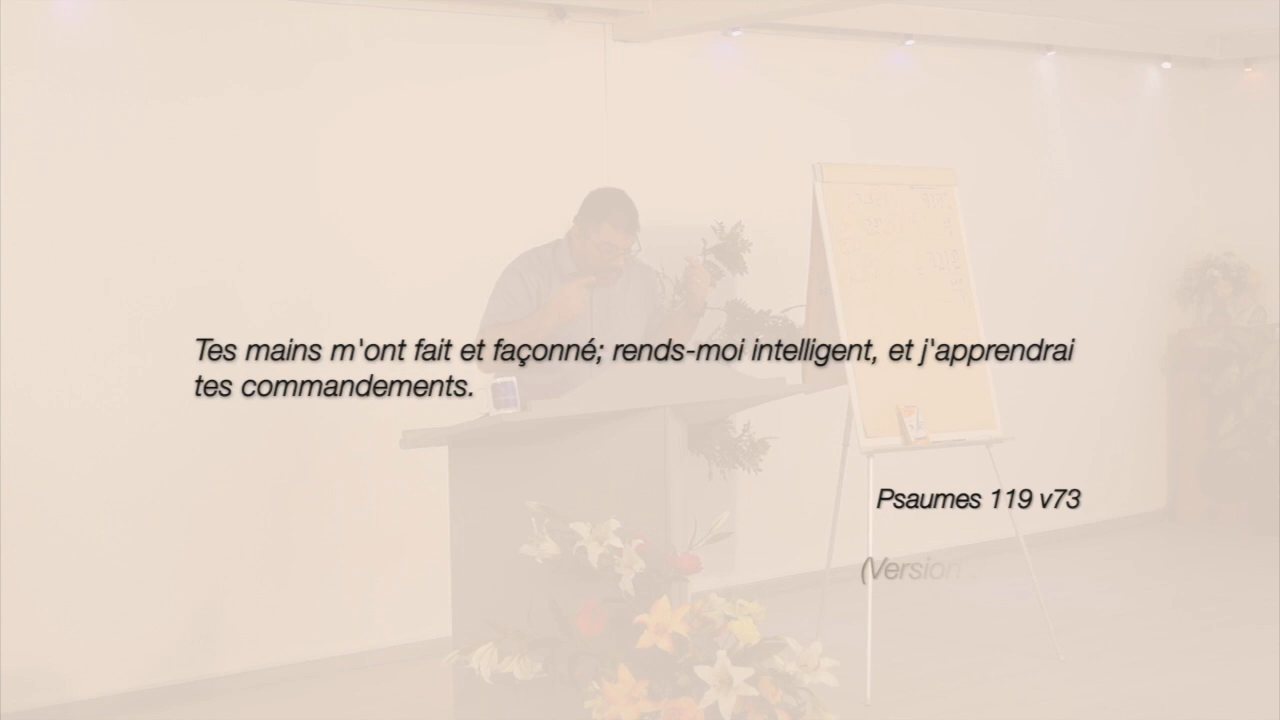 Tes mains m'ont fait et façonné; rends-moi intelligent, et j'apprendrai
tes commandements.
Psaumes 119 v73
(Version